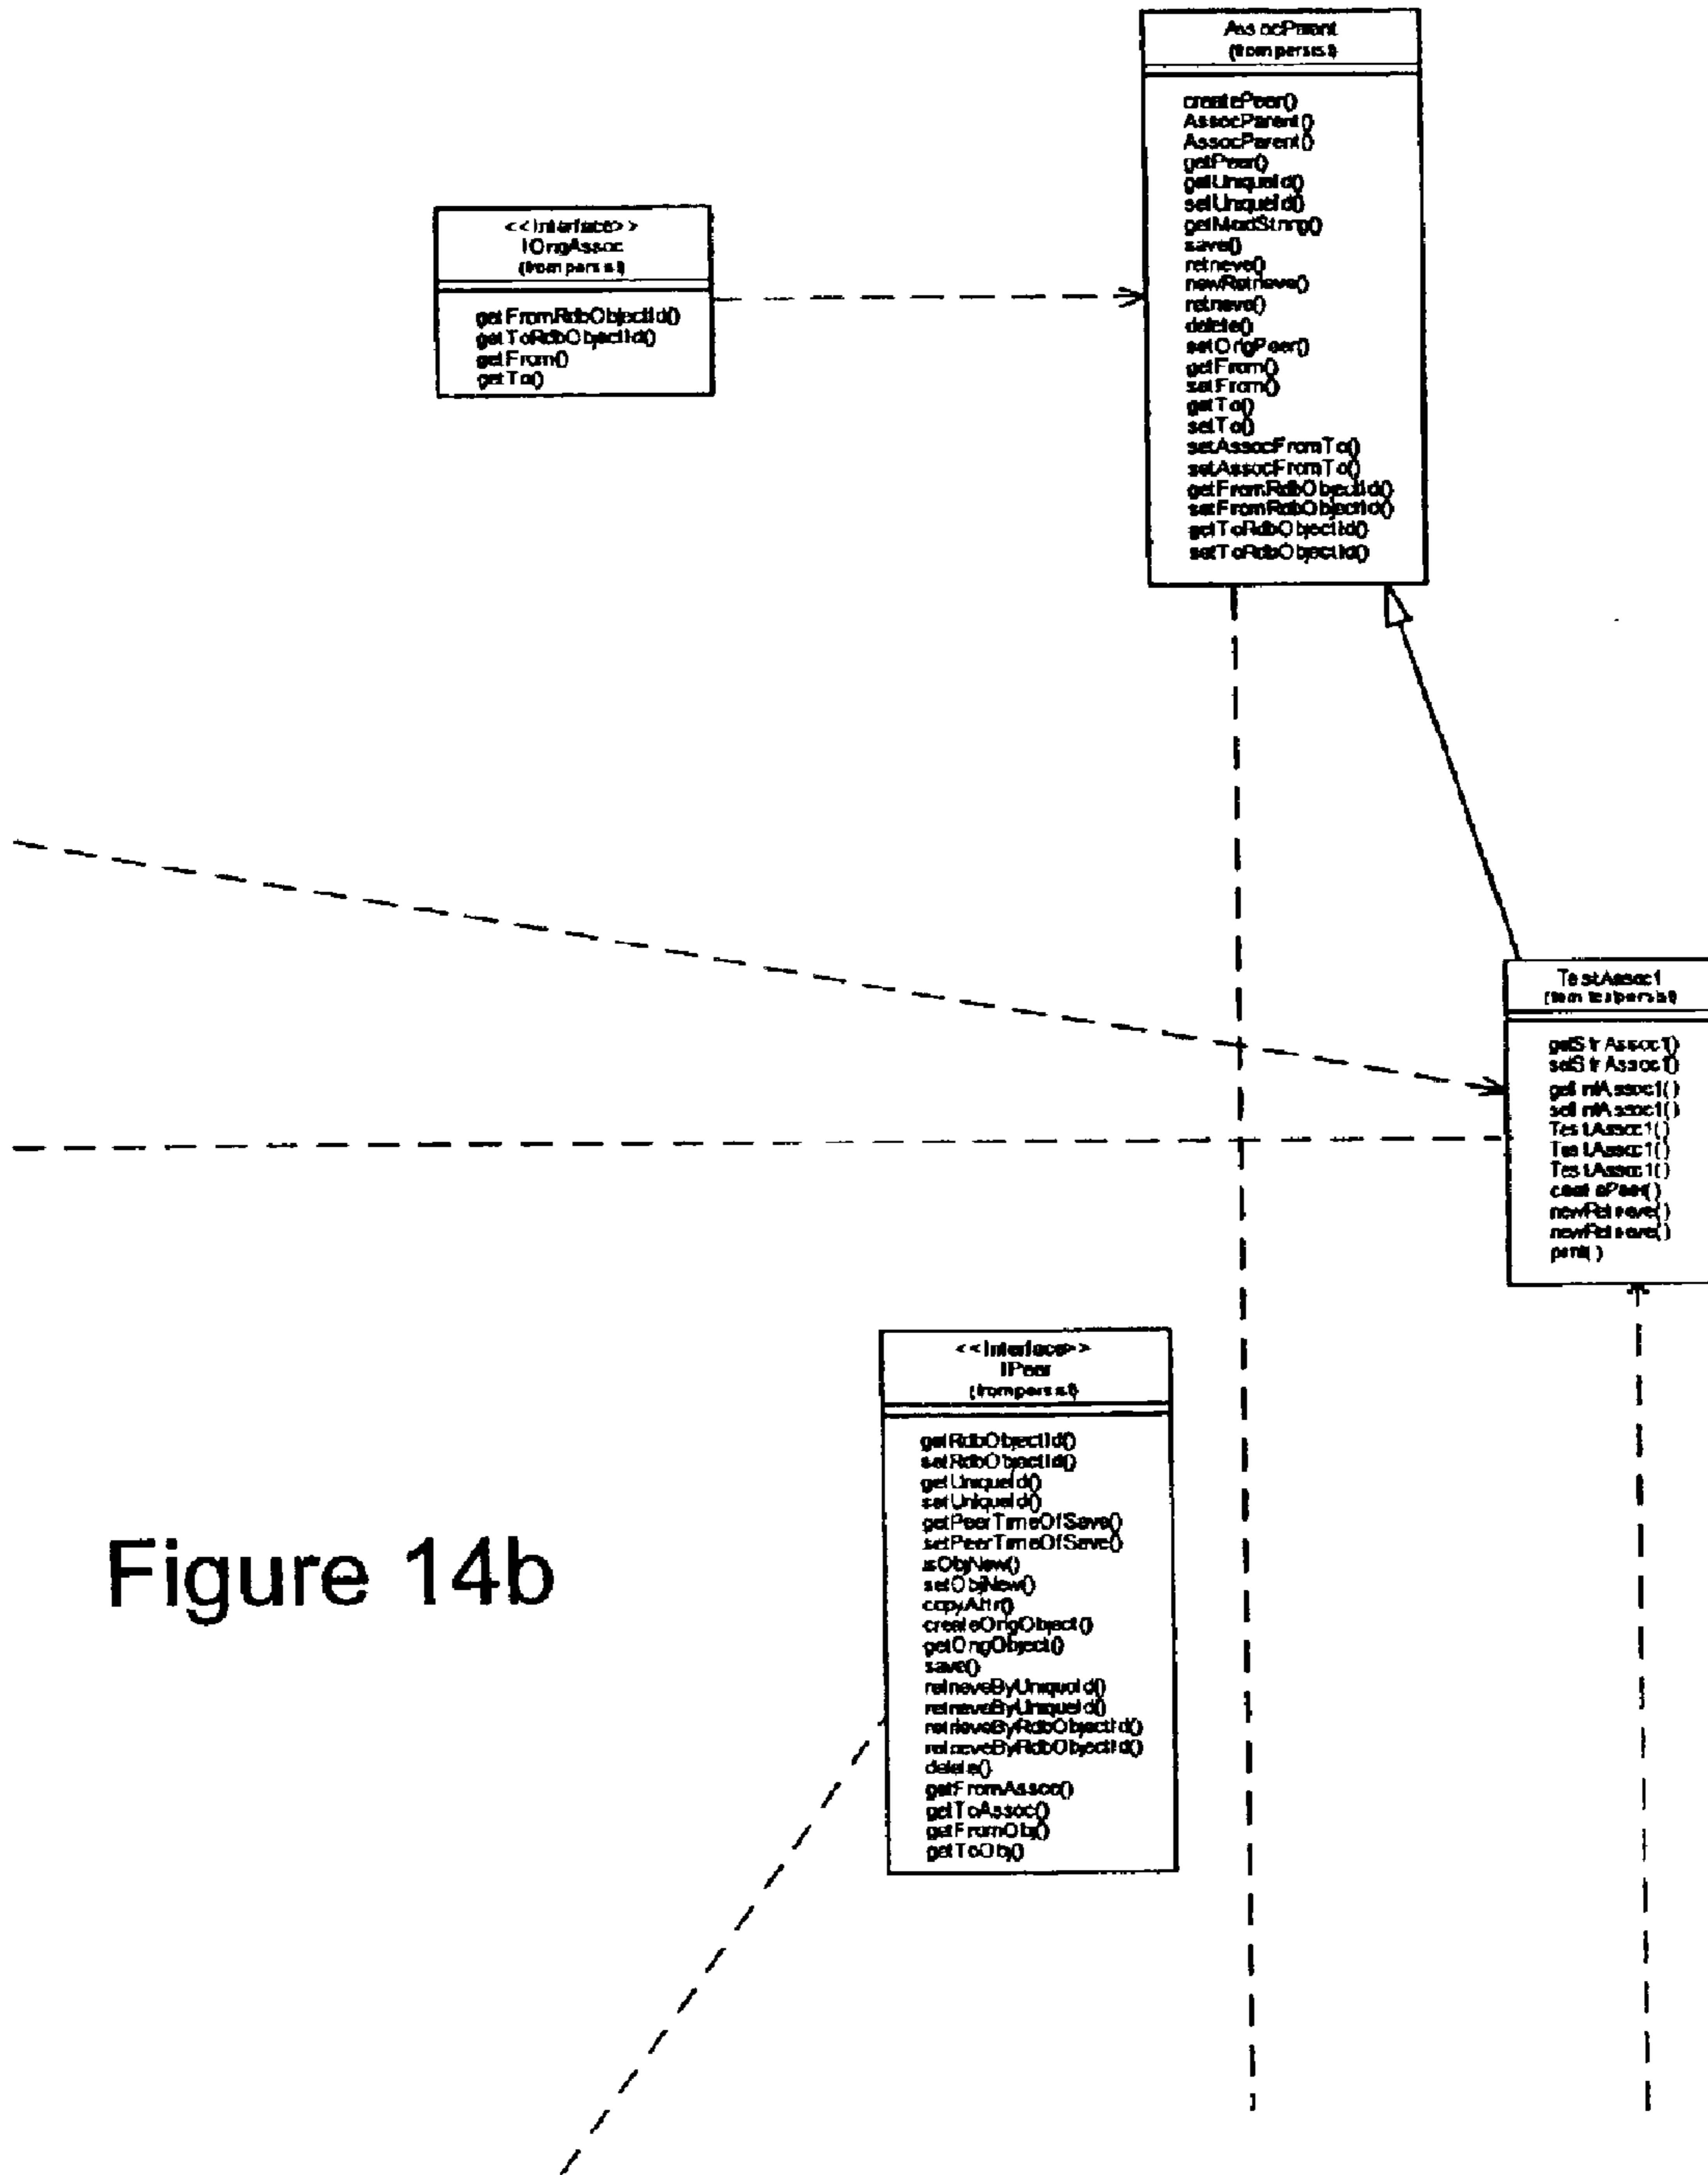 AssocParent
(from persist)
createPeer()
AssocParent()
AssocParent()
getPeer()
getUniqueId()
setUniqueId()
getModString()
save()
retrieve()
newRetrieve()
retrieve()
delete()
setOrigPeer()
getFrom()
setFrom()
getTo()
setTo()
setAssocFromTo()
setAssocFromTo()
getFromRdbObjectId()
setFromRdbObjectId()
getToRdbObjectId()
setToRdbObjectId()
<<Interface>>
IOrigAssoc
(from persist)
getFromRdbObjectId()
getToRdbObjectId()
getFrom()
getTo()
TestAssoc1
(from testpersist)
getStrAssoc1()
setStrAssoc1()
getIntAssoc1()
setIntAssoc1()
TestAssoc1()
TestAssoc1()
TestAssoc1()
createPeer()
newRetrieve()
newRetrieve()
print()
<<Interface>>
IPeer
(from persist)
getRdbObjectId()
setRdbObjectId()
getUniqueId()
setUniqueId()
getPeerTimeOfSave()
setPeerTimeOfSave()
isObjNew()
setObjNew()
copyAttr()
createOrigObject()
getOrigObject()
save()
retrieveByUniqueId()
retrieveByUniqueId()
retrieveByRdbObjectId()
retrieveByRdbObjectId()
delete()
getFromAssoc()
getToAssoc()
getFromObj()
getToObj()
Figure 14b